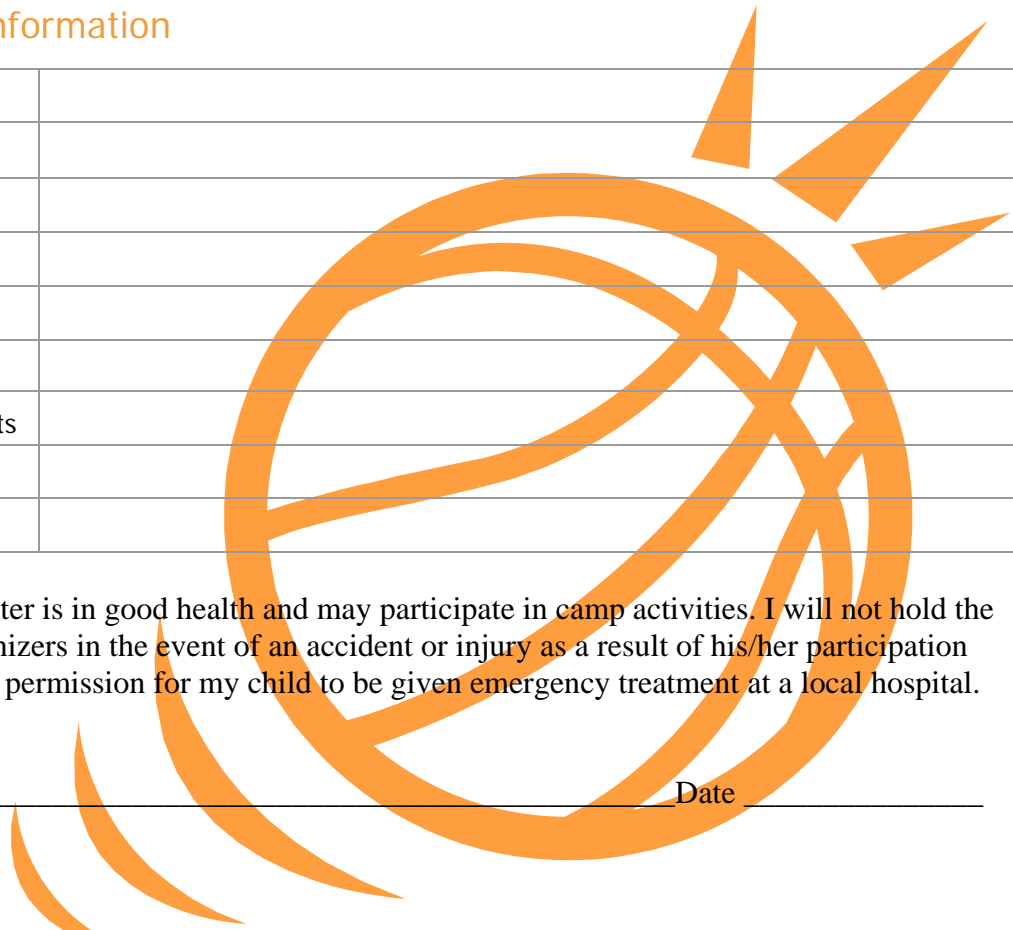 nformation
ts
ter is in good health and may participate in camp activities. I will not hold the
nizers in the event of an accident or injury as a result of his/her participation
permission for my child to be given emergency treatment at a local hospital.
Date